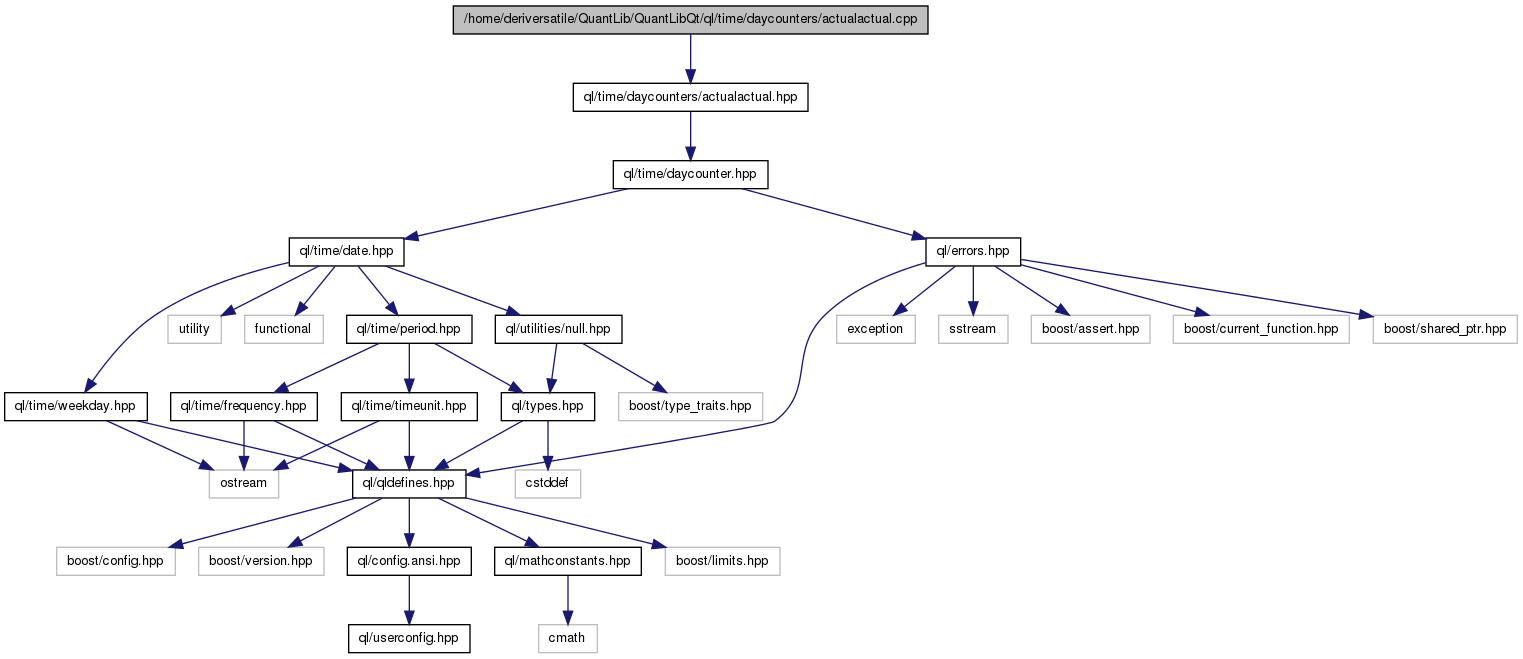 /home/deriversatile/QuantLib/QuantLibQt/ql/time/daycounters/actualactual.cpp
ql/time/daycounters/actualactual.hpp
ql/time/daycounter.hpp
ql/time/date.hpp
ql/errors.hpp
utility
functional
ql/time/period.hpp
ql/utilities/null.hpp
exception
sstream
boost/assert.hpp
boost/current_function.hpp
boost/shared_ptr.hpp
ql/time/weekday.hpp
ql/time/frequency.hpp
ql/time/timeunit.hpp
ql/types.hpp
boost/type_traits.hpp
ostream
ql/qldefines.hpp
cstddef
boost/config.hpp
boost/version.hpp
ql/config.ansi.hpp
ql/mathconstants.hpp
boost/limits.hpp
ql/userconfig.hpp
cmath